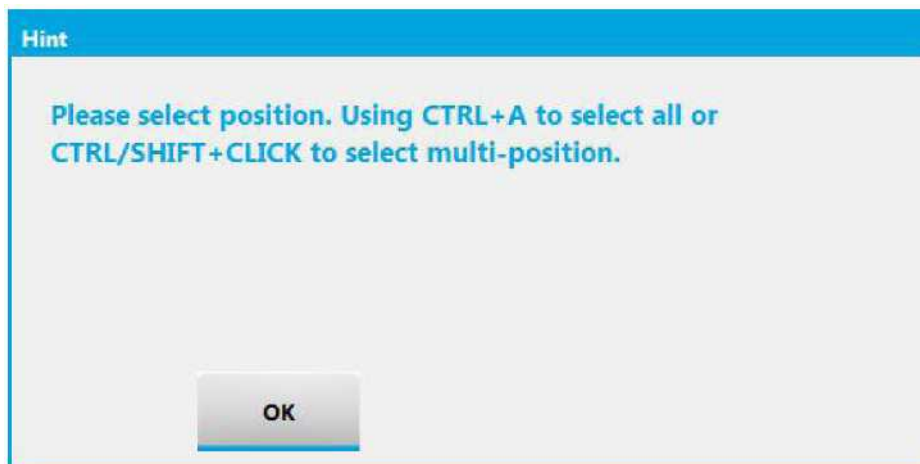 Hint
Please select position. Using CTRL+A to select all or
CTRL/SHIFT+CLICK to select multi-position.
OK